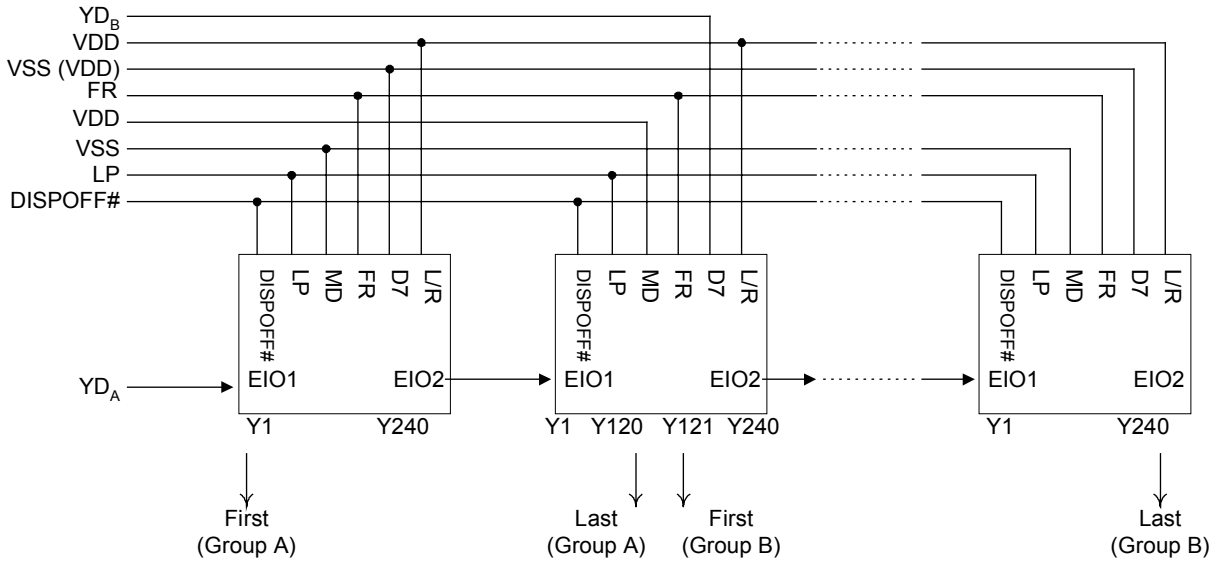 YD_B
VDD
VSS (VDD)
FR
VDD
VSS
LP
DISPOFF#
DISPOFF# LP MD FR D7 L/R
DISPOFF# LP MD FR D7 L/R
DISPOFF# LP MD FR D7 L/R
YD_A EIO1 EIO2 EIO1 EIO2 EIO1 EIO2
Y1 Y240 Y1 Y120 Y121 Y240 Y1 Y240
First
(Group A)
Last
(Group A)
First
(Group B)
Last
(Group B)